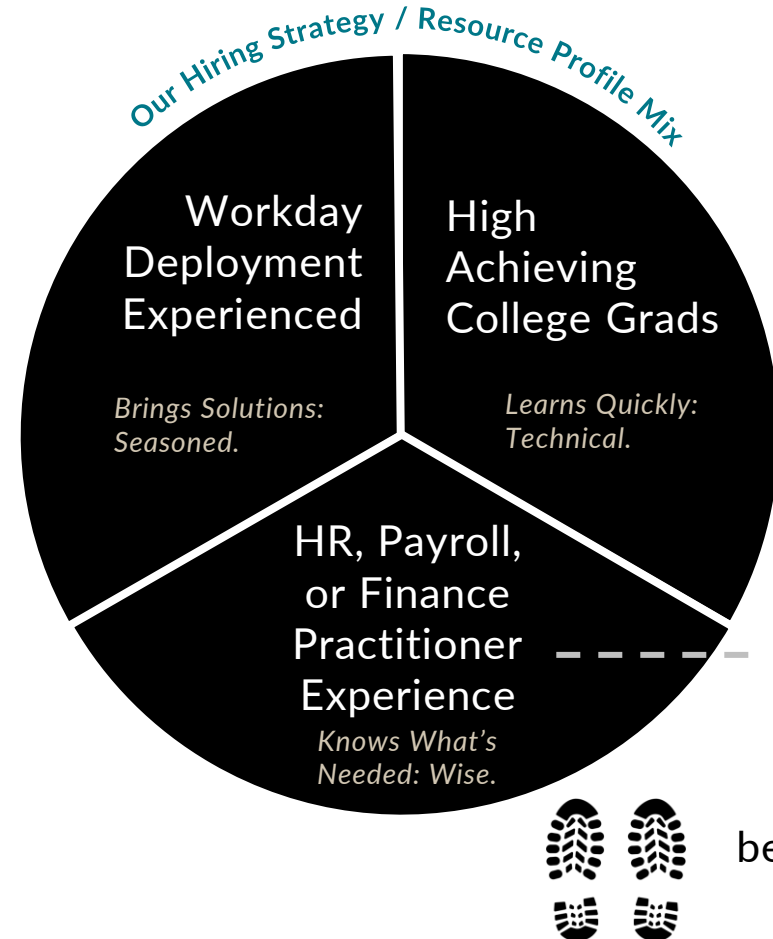 Our Hiring Strategy / Resource Profile Mix
Workday
Deployment
Experienced
Brings Solutions:
Seasoned.
High
Achieving
College Grads
Learns Quickly:
Technical.
HR, Payroll,
or Finance
Practitioner
Experience
Knows What’s
Needed: Wise.